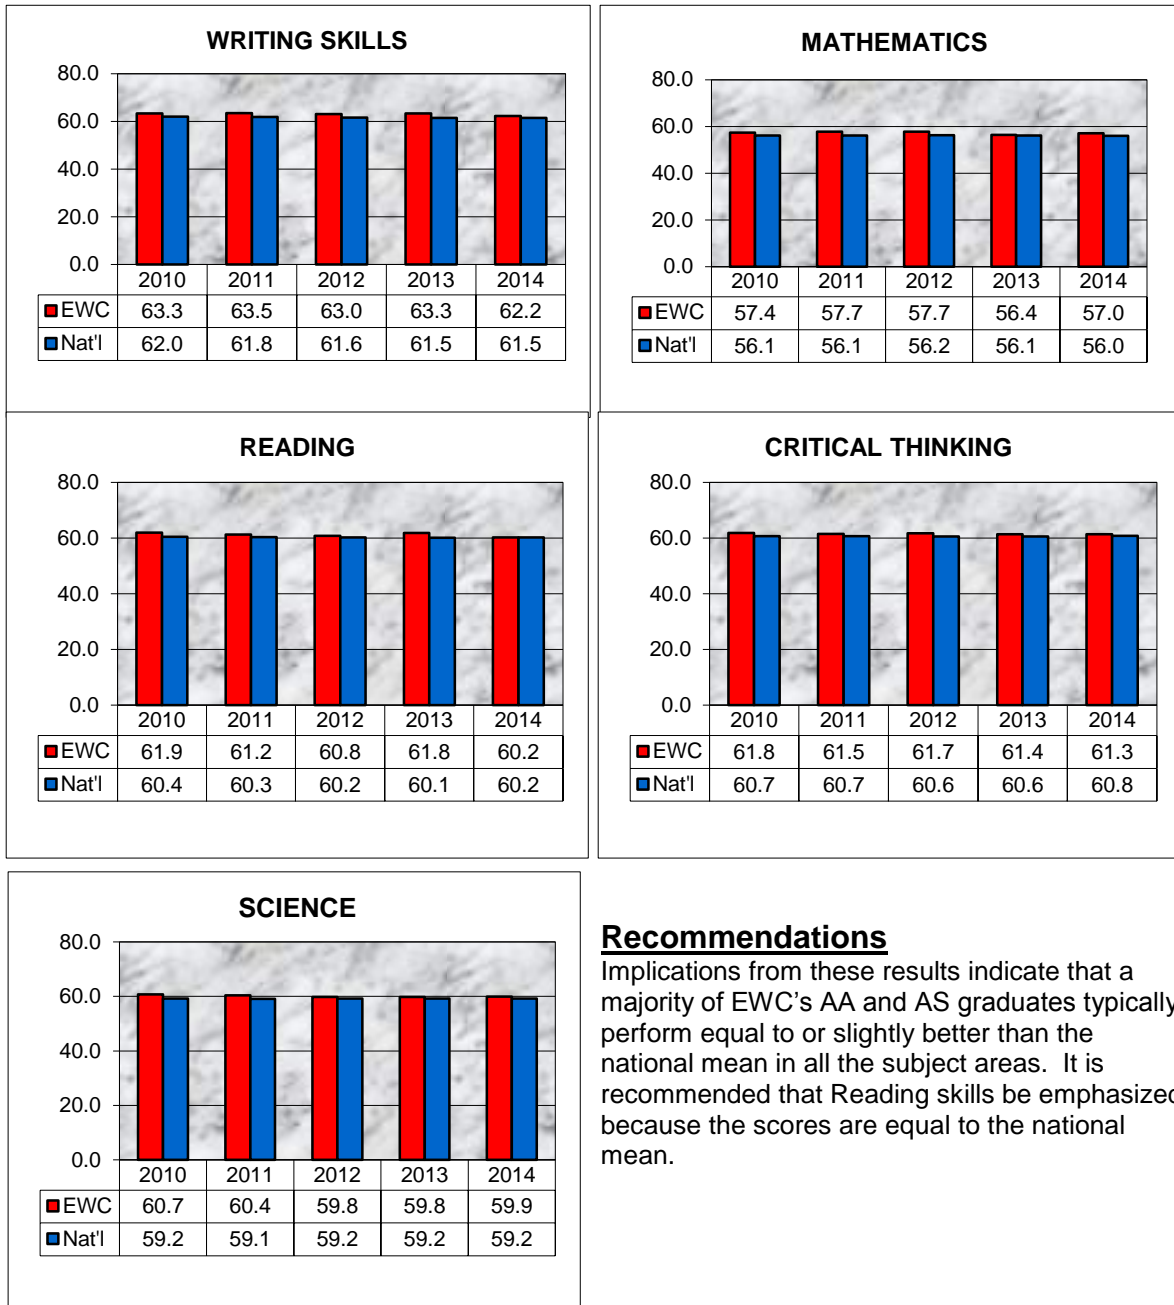 WRITING SKILLS
80.0
60.0
40.0
20.0
0.0
2010 2011 2012 2013 2014
EWC 63.3 63.5 63.0 63.3 62.2
Nat'l 62.0 61.8 61.6 61.5 61.5
MATHEMATICS
80.0
60.0
40.0
20.0
0.0
2010 2011 2012 2013 2014
EWC 57.4 57.7 57.7 56.4 57.0
Nat'l 56.1 56.1 56.2 56.1 56.0
READING
80.0
60.0
40.0
20.0
0.0
2010 2011 2012 2013 2014
EWC 61.9 61.2 60.8 61.8 60.2
Nat'l 60.4 60.3 60.2 60.1 60.2
CRITICAL THINKING
80.0
60.0
40.0
20.0
0.0
2010 2011 2012 2013 2014
EWC 61.8 61.5 61.7 61.4 61.3
Nat'l 60.7 60.7 60.6 60.6 60.8
SCIENCE
80.0
60.0
40.0
20.0
0.0
2010 2011 2012 2013 2014
EWC 60.7 60.4 59.8 59.8 59.9
Nat'l 59.2 59.1 59.2 59.2 59.2
Recommendations
Implications from these results indicate that a
majority of EWC's AA and AS graduates typically
perform equal to or slightly better than the
national mean in all the subject areas.  It is
recommended that Reading skills be emphasized
because the scores are equal to the national
mean.